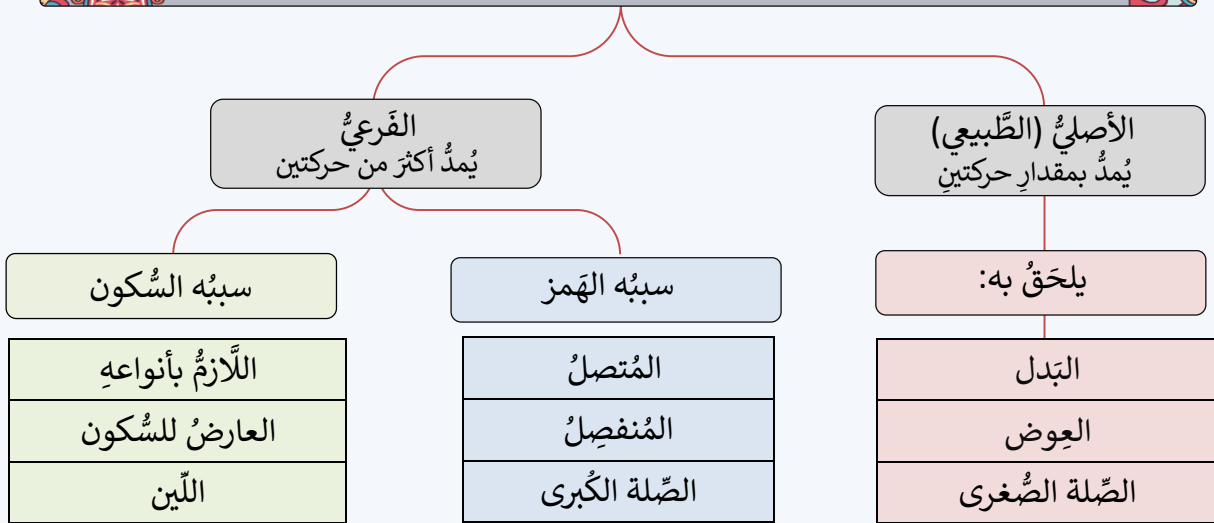 الأصليُّ (الطَّبيعي)
يُمدُّ بمقدارِ حركتينِ
الفَرعيُّ
يُمدُّ أكثرَ من حركتين
يلحَقُ به:
سببُه الهَمز
سببُه السُّكون
البَدل
المُتصلُ
اللَّازمُّ بأنواعهِ
العِوض
المُنفصِلُ
العارضُ للسُّكون
الصِّلة الصُّغرى
الصِّلة الكُبرى
اللِّين